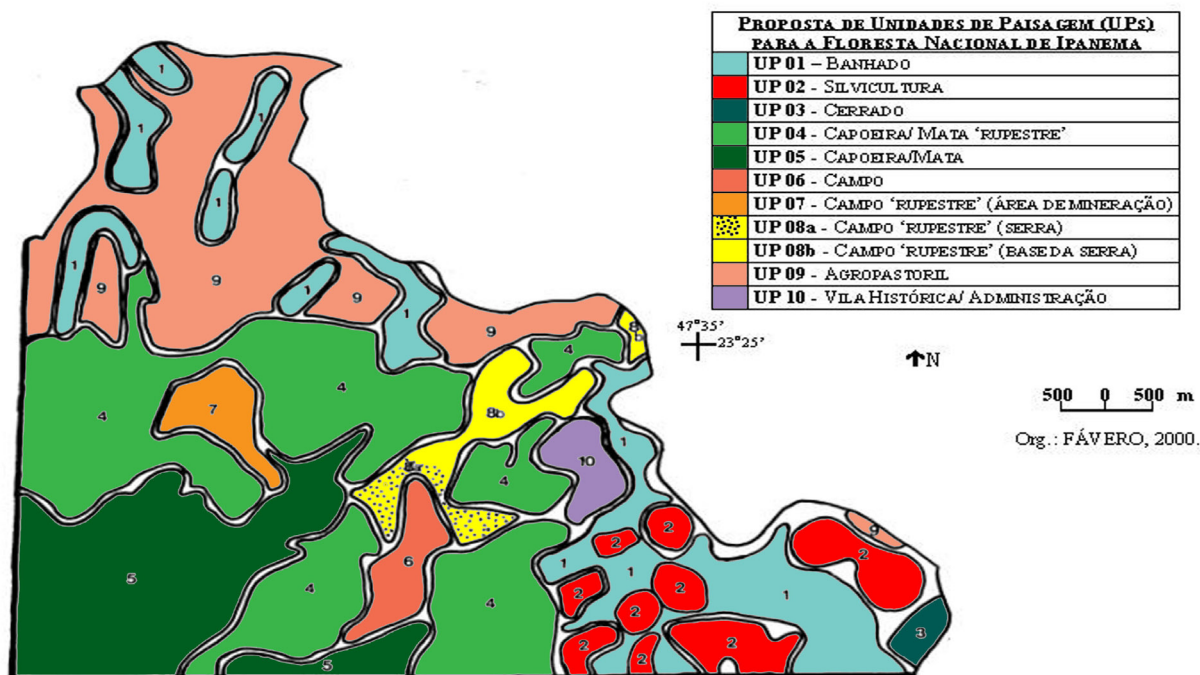 PROPOSTA DE UNIDADES DE PAISAGEM (UPS)
PARA A FLORESTA NACIONAL DE IPANEMA
UP 01 – BANHADO
UP 02 - SILVICULTURA
UP 03 - CERRADO
UP 04 - CAPOEIRA/ MATA ‘RUPESTRE’
UP 05 - CAPOEIRA/MATA
UP 06 - CAMPO
UP 07 - CAMPO ‘RUPESTRE’ (ÁREA DE MINERAÇÃO)
UP 08a - CAMPO ‘RUPESTRE’ (SERRA)
UP 08b - CAMPO ‘RUPESTRE’ (BASE DA SERRA)
UP 09 - AGROPASTORIL
UP 10 - VILA HISTÓRICA/ ADMINISTRAÇÃO
1
1
1
1
1
9
9
1
9
1
9
8
b
47°35’
23°25’
N
500 0 500 m
Org.: FÁVERO, 2000.
4
4
4
7
8b
1
10
4
5
4
6
4
5
2
2
1
1
2
2
2
2
2
2
1
9
2
3